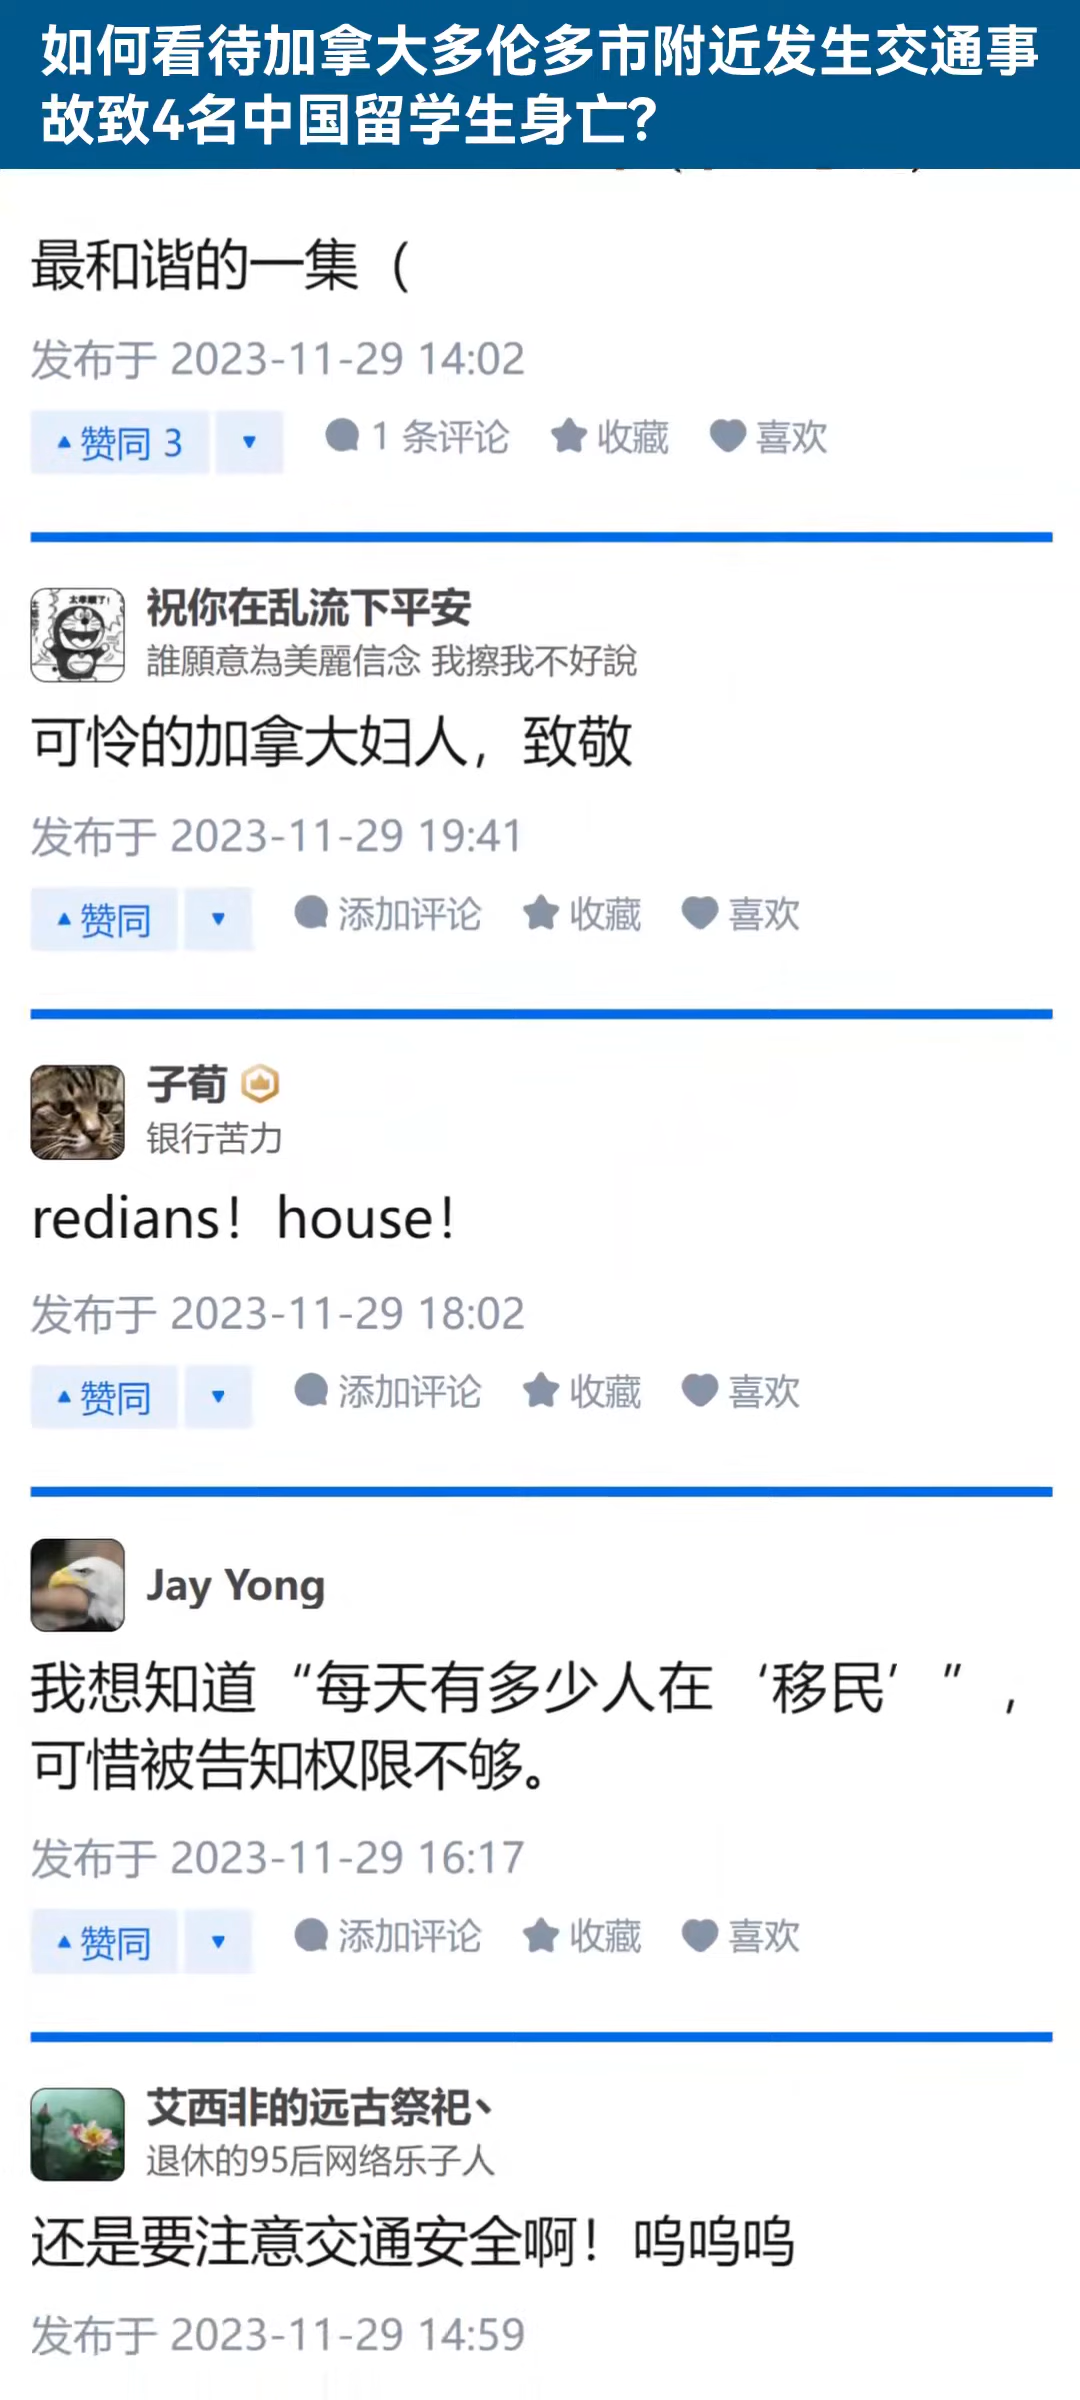 如何看待加拿大多伦多市附近发生交通事
故致4名中国留学生身亡？
最和谐的一集（
发布于 2023-11-29 14:02
赞同 3 1 条评论 收藏 喜欢
祝你在乱流下平安
誰願意為美麗信念 我擦我不好說
可怜的加拿大妇人，致敬
发布于 2023-11-29 19:41
赞同 添加评论 收藏 喜欢
子荀
银行苦力
redians！house！
发布于 2023-11-29 18:02
赞同 添加评论 收藏 喜欢
Jay Yong
我想知道“每天有多少人在‘移民’”，
可惜被告知权限不够。
发布于 2023-11-29 16:17
赞同 添加评论 收藏 喜欢
艾西非的远古祭祀丶
退休的95后网络乐子人
还是要注意交通安全啊！呜呜呜
发布于 2023-11-29 14:59